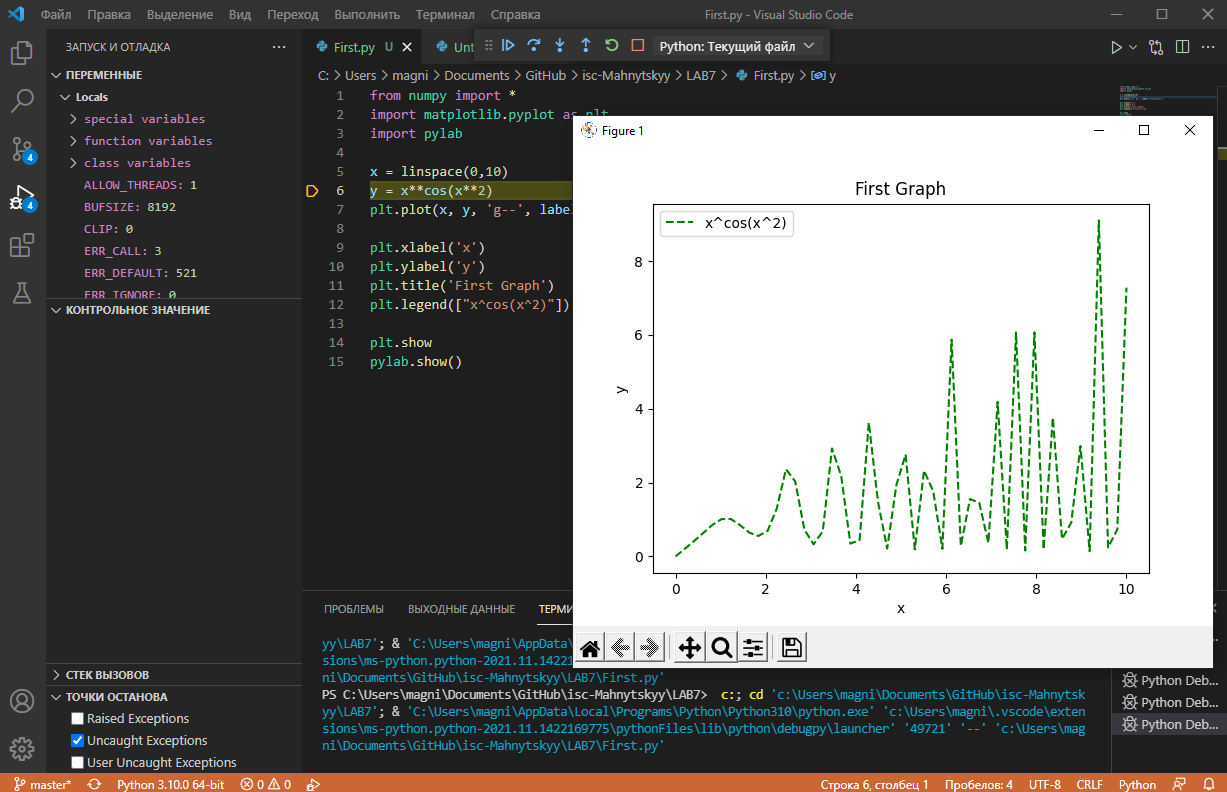 Файл Правка Выделение Вид Переход Выполнить Терминал Справка First.py - Visual Studio Code
ЗАПУСК И ОТЛАДКА ...
First.py U Unt
Python: Текущий файл
ПЕРЕМЕННЫЕ
Locals
special variables
function variables
class variables
ALLOW_THREADS: 1
BUFSIZE: 8192
CLIP: 0
ERR_CALL: 3
ERR_DEFAULT: 521
ERR_IGNORE: 0
КОНТРОЛЬНОЕ ЗНАЧЕНИЕ
СТЕК ВЫЗОВОВ
ТОЧКИ ОСТАНОВА
Raised Exceptions
Uncaught Exceptions
User Uncaught Exceptions
4
4
C: > Users > magni > Documents > GitHub > isc-Mahnytskyy > LAB7 > First.py > y
1 from numpy import *
2 import matplotlib.pyplot as plt
3 import pylab
4
5 x = linspace(0,10)
6 y = x**cos(x**2)
7 plt.plot(x, y, 'g--', labe
8
9 plt.xlabel('x')
10 plt.ylabel('y')
11 plt.title('First Graph')
12 plt.legend(["x^cos(x^2)"])
13
14 plt.show
15 pylab.show()
Figure 1
First Graph
x^cos(x^2)
8
6
4
2
0
y
0 2 4 6 8 10
x
ПРОБЛЕМЫ ВЫХОДНЫЕ ДАННЫЕ ТЕРМИ
yy\LAB7'; & 'C:\Users\magni\AppData\
sions\ms-python.python-2021.11.14221
ni\Documents\GitHub\isc-Mahnytskyy\LAB7\First.py'
PS C:\Users\magni\Documents\GitHub\isc-Mahnytskyy\LAB7> c:; cd 'c:\Users\magni\Documents\GitHub\isc-Mahnytsk
yy\LAB7'; & 'C:\Users\magni\AppData\Local\Programs\Python\Python310\python.exe' 'c:\Users\magni\.vscode\exten
sions\ms-python.python-2021.11.1422169775\pythonFiles\lib\python\debugpy\launcher' '49721' '--' 'c:\Users\mag
ni\Documents\GitHub\isc-Mahnytskyy\LAB7\First.py'
Python Deb...
Python Deb...
Python Deb...
master* Python 3.10.0 64-bit 0 0 Строка 6, столбец 1 Пробелов: 4 UTF-8 CRLF Python